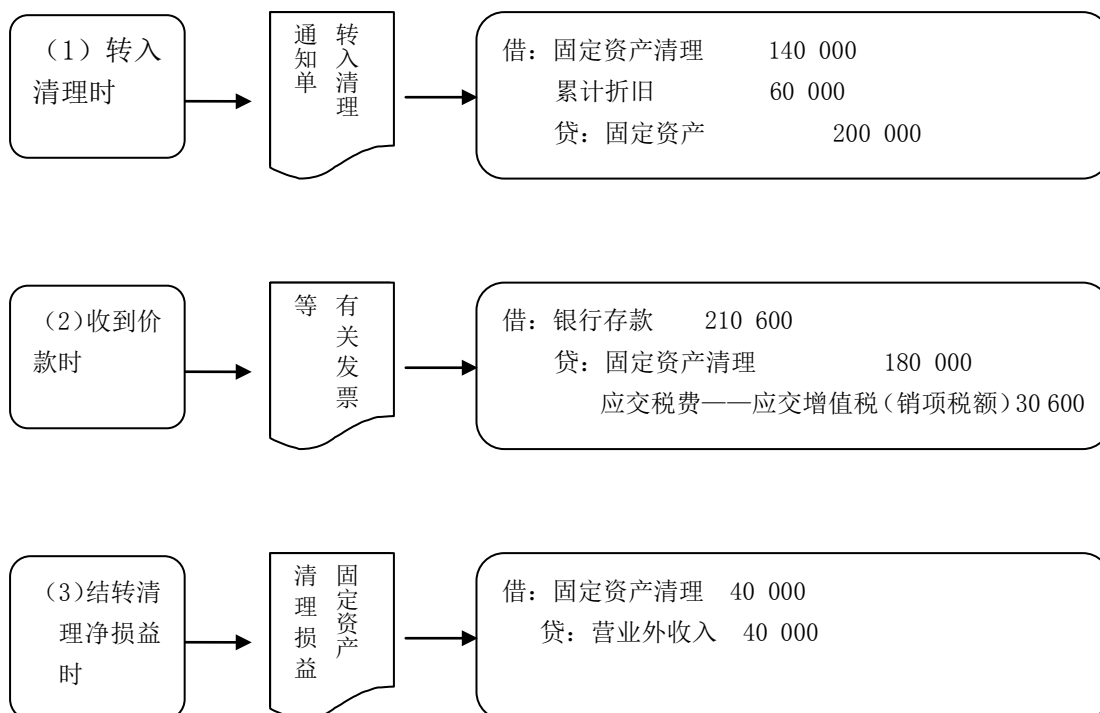 （1）转入
清理时
转入清理
通知单
借：固定资产清理 140 000
累计折旧 60 000
贷：固定资产 200 000
（2）收到价
款时
有关发票
等
借：银行存款 210 600
贷：固定资产清理 180 000
应交税费——应交增值税（销项税额）30 600
（3）结转清
理净损益
时
固定资产
清理损益
借：固定资产清理 40 000
贷：营业外收入 40 000